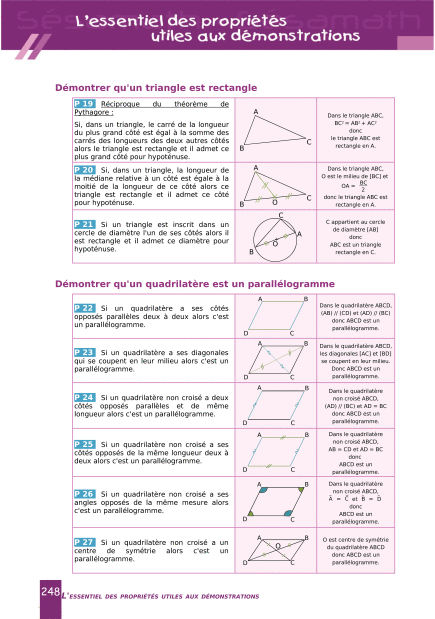 Sésamath Sésamath
L'essentiel des propriétés
utiles aux démonstrations
Démontrer qu'un triangle est rectangle
P 19 Réciproque du théorème de
Pythagore :
Si, dans un triangle, le carré de la longueur
du plus grand côté est égal à la somme des
carrés des longueurs des deux autres côtés
alors le triangle est rectangle et il admet ce
plus grand côté pour hypoténuse.
A
B
C
Dans le triangle ABC,
BC² = AB² + AC²
donc
le triangle ABC est
rectangle en A.
P 20 Si, dans un triangle, la longueur de
la médiane relative à un côté est égale à la
moitié de la longueur de ce côté alors ce
triangle est rectangle et il admet ce côté
pour hypoténuse.
A
B
O
C
Dans le triangle ABC,
O est le milieu de [BC] et
OA = BC
2
donc le triangle ABC est
rectangle en A.
P 21 Si un triangle est inscrit dans un
cercle de diamètre l'un de ses côtés alors il
est rectangle et il admet ce diamètre pour
hypoténuse.
C
A
O
B
C appartient au cercle
de diamètre [AB]
donc
ABC est un triangle
rectangle en C.
Démontrer qu'un quadrilatère est un parallélogramme
P 22 Si un quadrilatère a ses côtés
opposés parallèles deux à deux alors c'est
un parallélogramme.
A B
D C
Dans le quadrilatère ABCD,
(AB) // (CD) et (AD) // (BC)
donc ABCD est un
parallélogramme.
P 23 Si un quadrilatère a ses diagonales
qui se coupent en leur milieu alors c'est un
parallélogramme.
A B
D C
Dans le quadrilatère ABCD,
les diagonales [AC] et [BD]
se coupent en leur milieu.
Donc ABCD est un
parallélogramme.
P 24 Si un quadrilatère non croisé a deux
côtés opposés parallèles et de même
longueur alors c'est un parallélogramme.
A B
D C
Dans le quadrilatère
non croisé ABCD,
(AD) // (BC) et AD = BC
donc ABCD est un
parallélogramme.
P 25 Si un quadrilatère non croisé a ses
côtés opposés de la même longueur deux à
deux alors c'est un parallélogramme.
A B
D C
Dans le quadrilatère
non croisé ABCD,
AB = CD et AD = BC
donc
ABCD est un
parallélogramme.
P 26 Si un quadrilatère non croisé a ses
angles opposés de la même mesure alors
c'est un parallélogramme.
A B
D C
Dans le quadrilatère
non croisé ABCD,
Â = Ĉ et B̂ = D̂
donc
ABCD est un
parallélogramme.
P 27 Si un quadrilatère non croisé a un
centre de symétrie alors c'est un
parallélogramme.
A B
O
D C
O est centre de symétrie
du quadrilatère ABCD
donc ABCD est un
parallélogramme.
248 L'ESSENTIEL DES PROPRIÉTÉS UTILES AUX DÉMONSTRATIONS